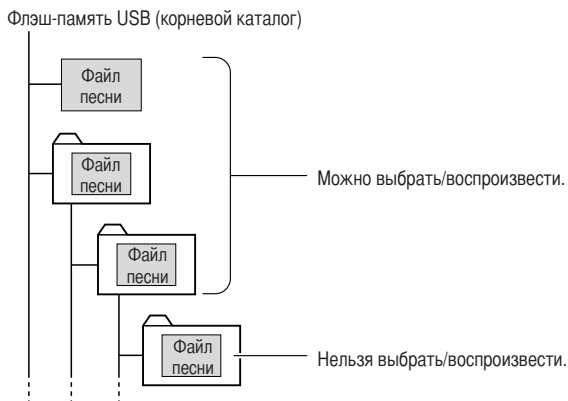 Флэш-память USB (корневой каталог)
Файл
песни
Файл
песни
Можно выбрать/воспроизвести.
Файл
песни
Файл
песни
Нельзя выбрать/воспроизвести.